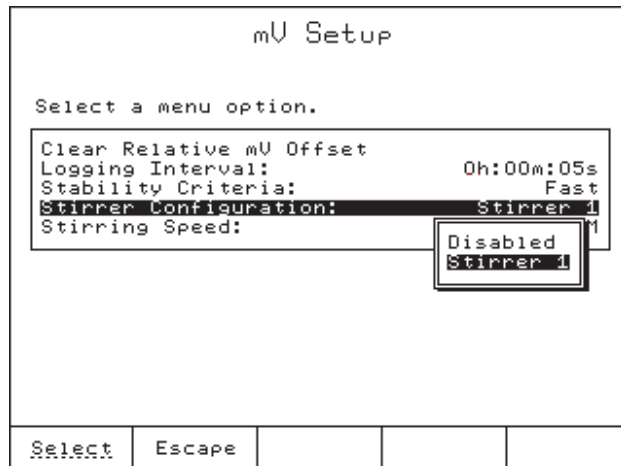 mV Setup
Select a menu option.
Clear Relative mV Offset
Logging Interval: 0h:00m:05s
Stability Criteria: Fast
Stirrer Configuration: Stirrer 1
Stirring Speed: M
Disabled
Stirrer 1
Select Escape